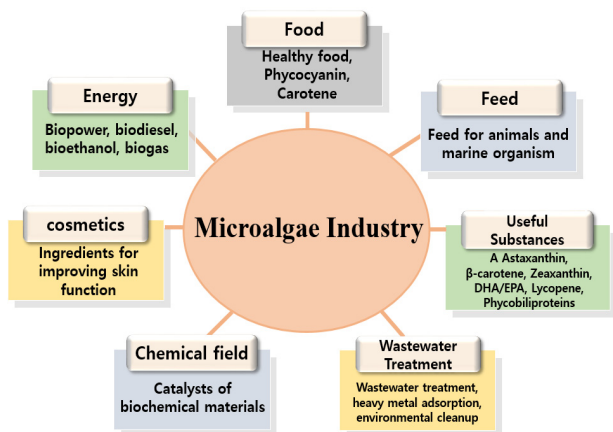 Food
Healthy food,
Phycocyanin,
Carotene
Energy
Biopower, biodiesel,
bioethanol, biogas
Feed
Feed for animals and
marine organism
Microalgae Industry
cosmetics
Ingredients for
improving skin
function
Useful
Substances
A Astaxanthin,
β-carotene, Zeaxanthin,
DHA/EPA, Lycopene,
Phycobiliproteins
Chemical field
Catalysts of
biochemical materials
Wastewater
Treatment
Wastewater treatment,
heavy metal adsorption,
environmental cleanup